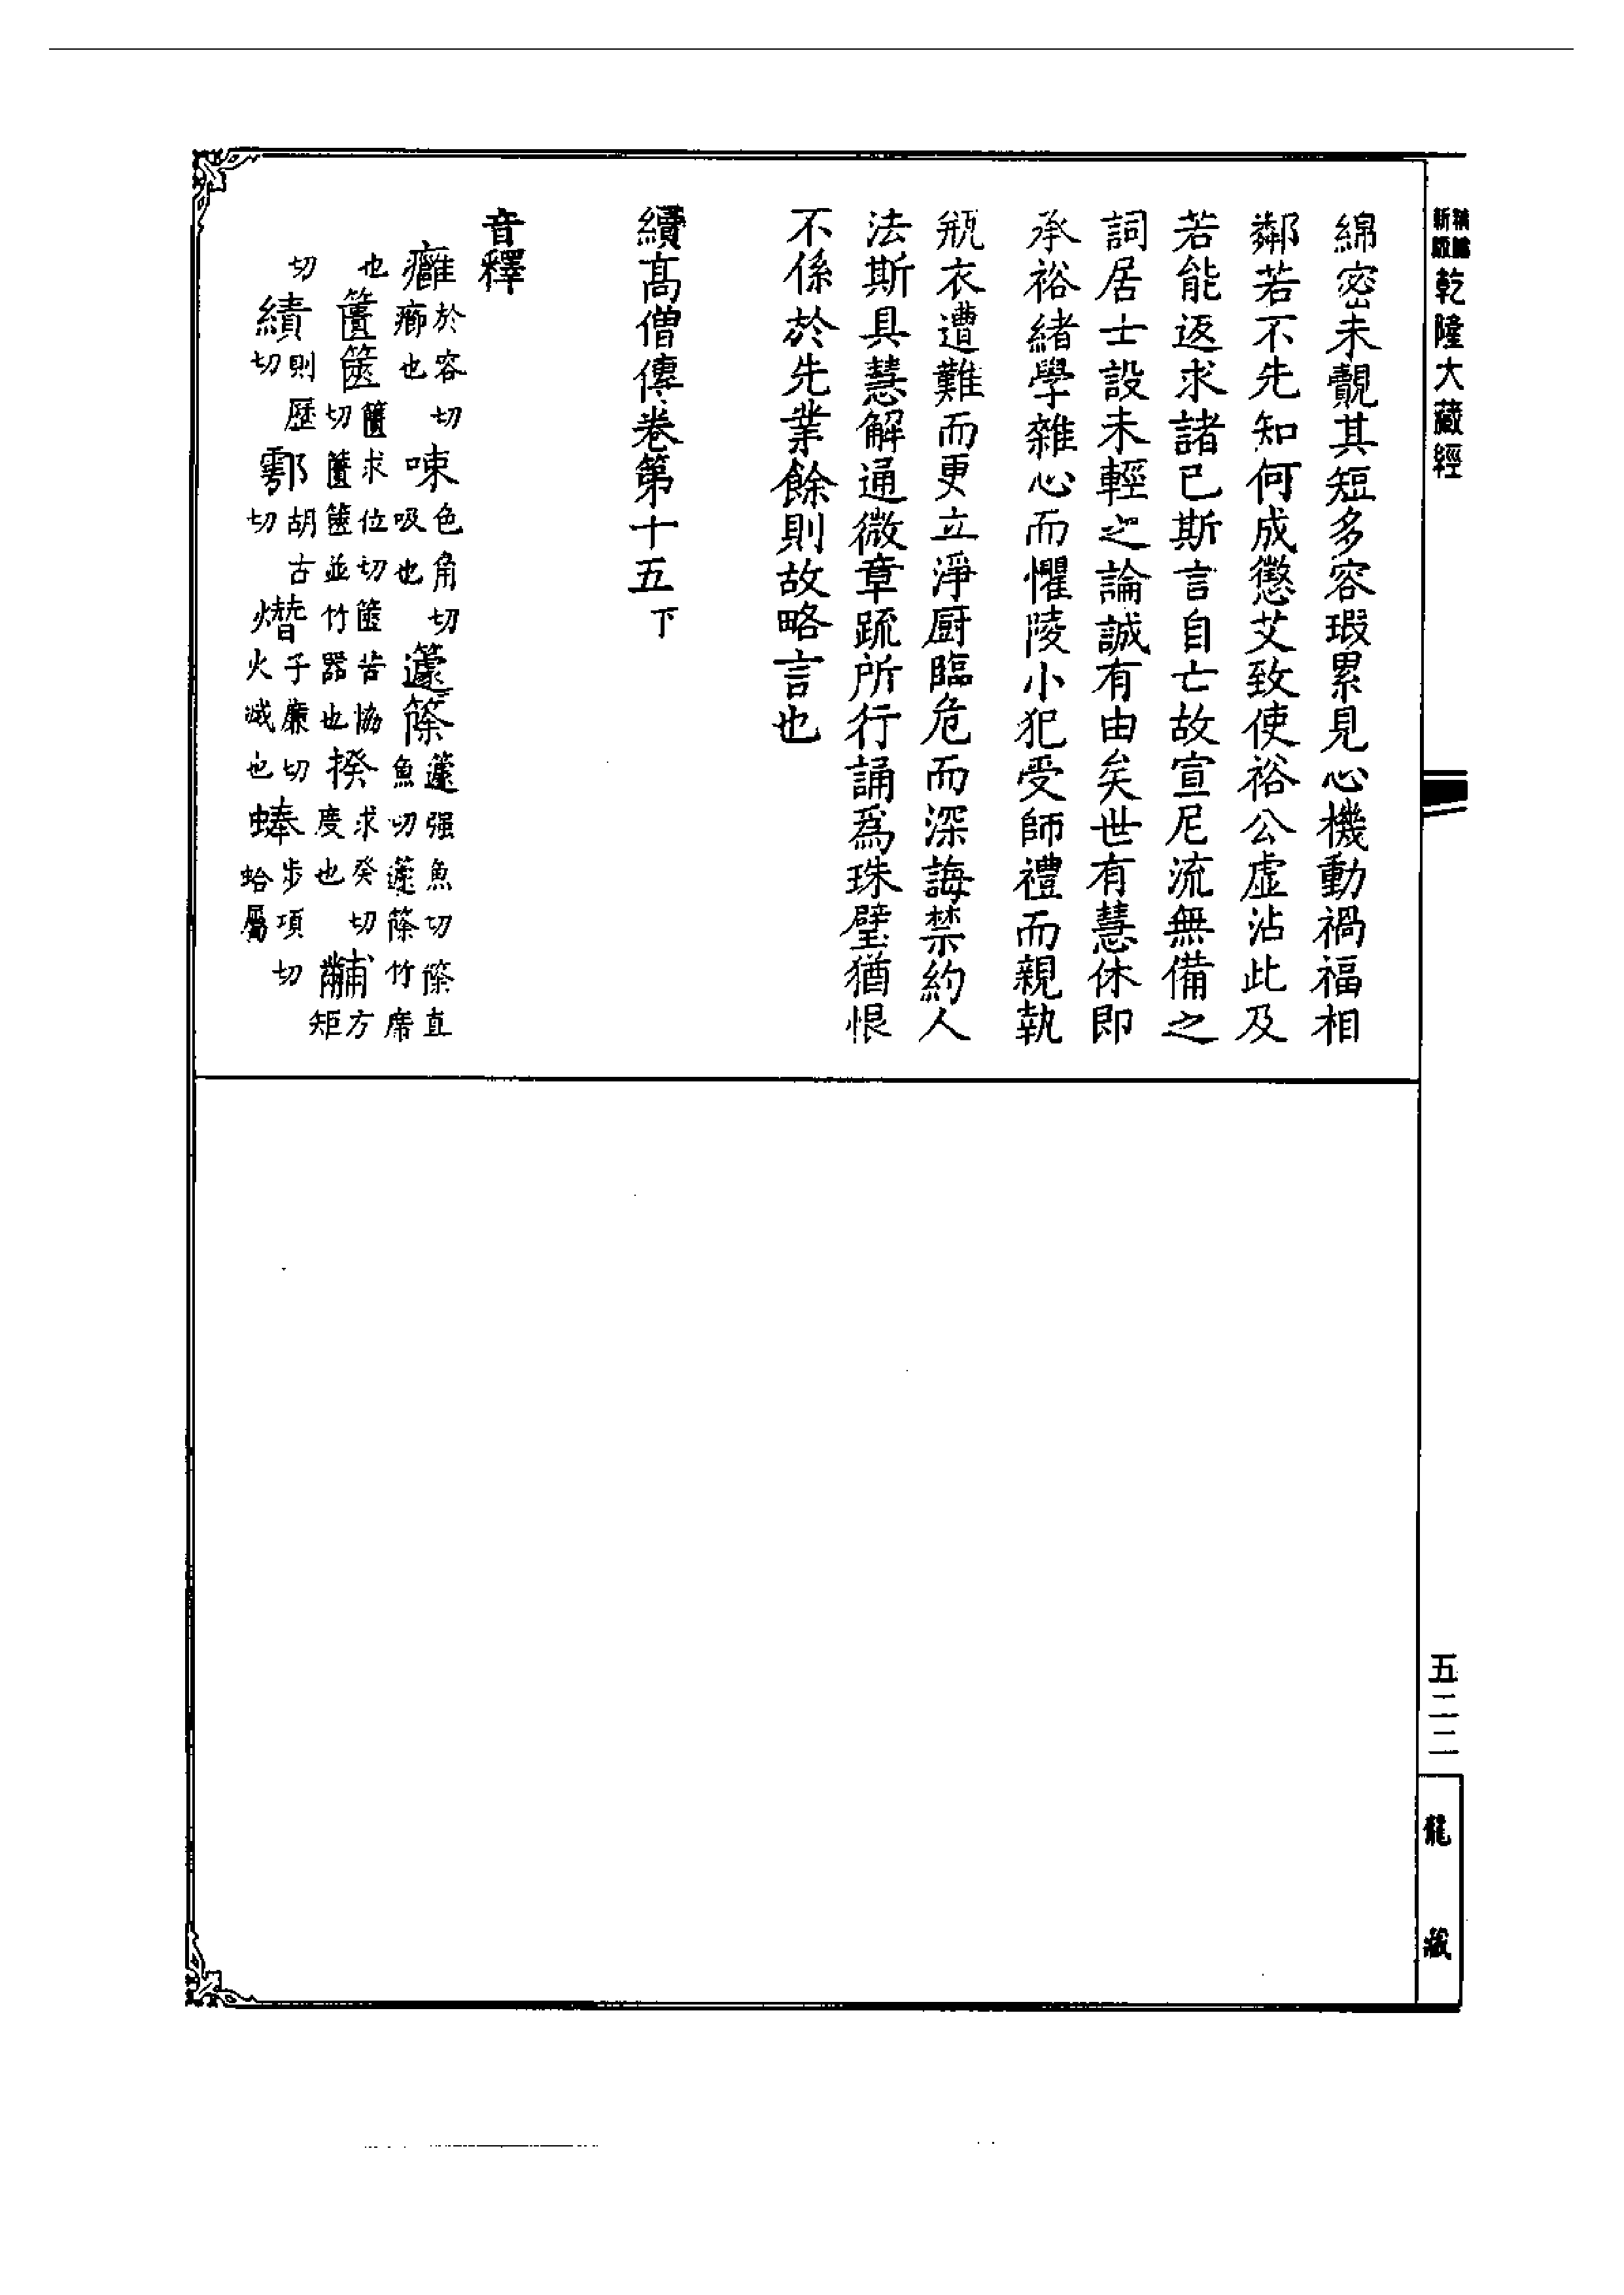 新版
乾隆大藏經
綿密未覿其短多容瑕累見心機動禍福相
鄰若不先知何成懲艾致使裕公虛沾此及
若能返求諸己斯言自亡故宣尼流無備之
詞居士設未輕之論誠有由矣世有慧休即
承裕緒學雜心而懼陵小犯受師禮而親執
瓶衣遭難而更立淨厨臨危而深誨禁約人
法斯具慧解通微章疏所行誦爲珠璧猶恨
不係於先業餘則故略言也
續高僧傳卷第十五下
音釋
癰於容切癤也 㖦色角切吸也 籧篨籧强魚切篨直魚切籧篨竹席
也 篋匱求位切篋苦協切匱篋並竹器也 揆求癸切度也 黼方矩
切 績則歷切 鄠胡古切 熸子廉切火滅也 蜯步項切蛤屬
五二二
龍藏